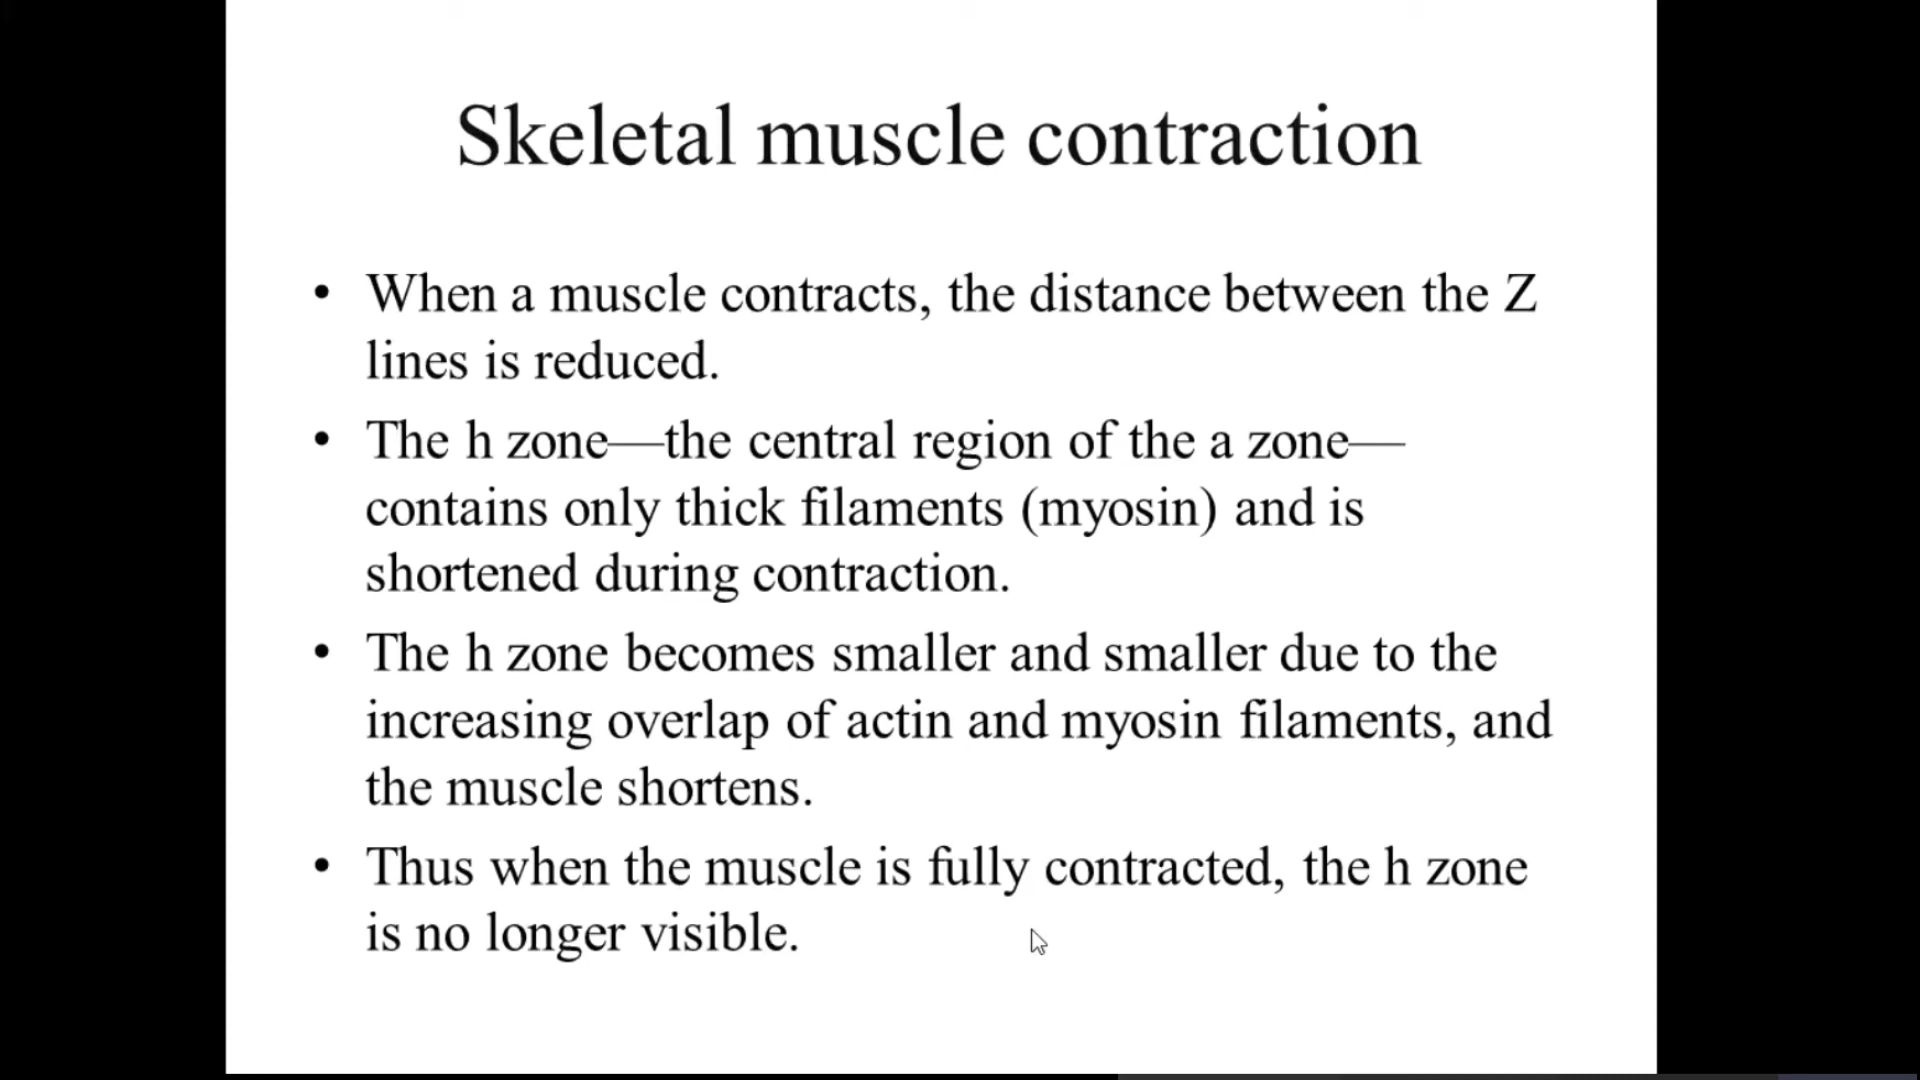 Skeletal muscle contraction
• When a muscle contracts, the distance between the Z
lines is reduced.
• The h zone—the central region of the a zone—
contains only thick filaments (myosin) and is
shortened during contraction.
• The h zone becomes smaller and smaller due to the
increasing overlap of actin and myosin filaments, and
the muscle shortens.
• Thus when the muscle is fully contracted, the h zone
is no longer visible.